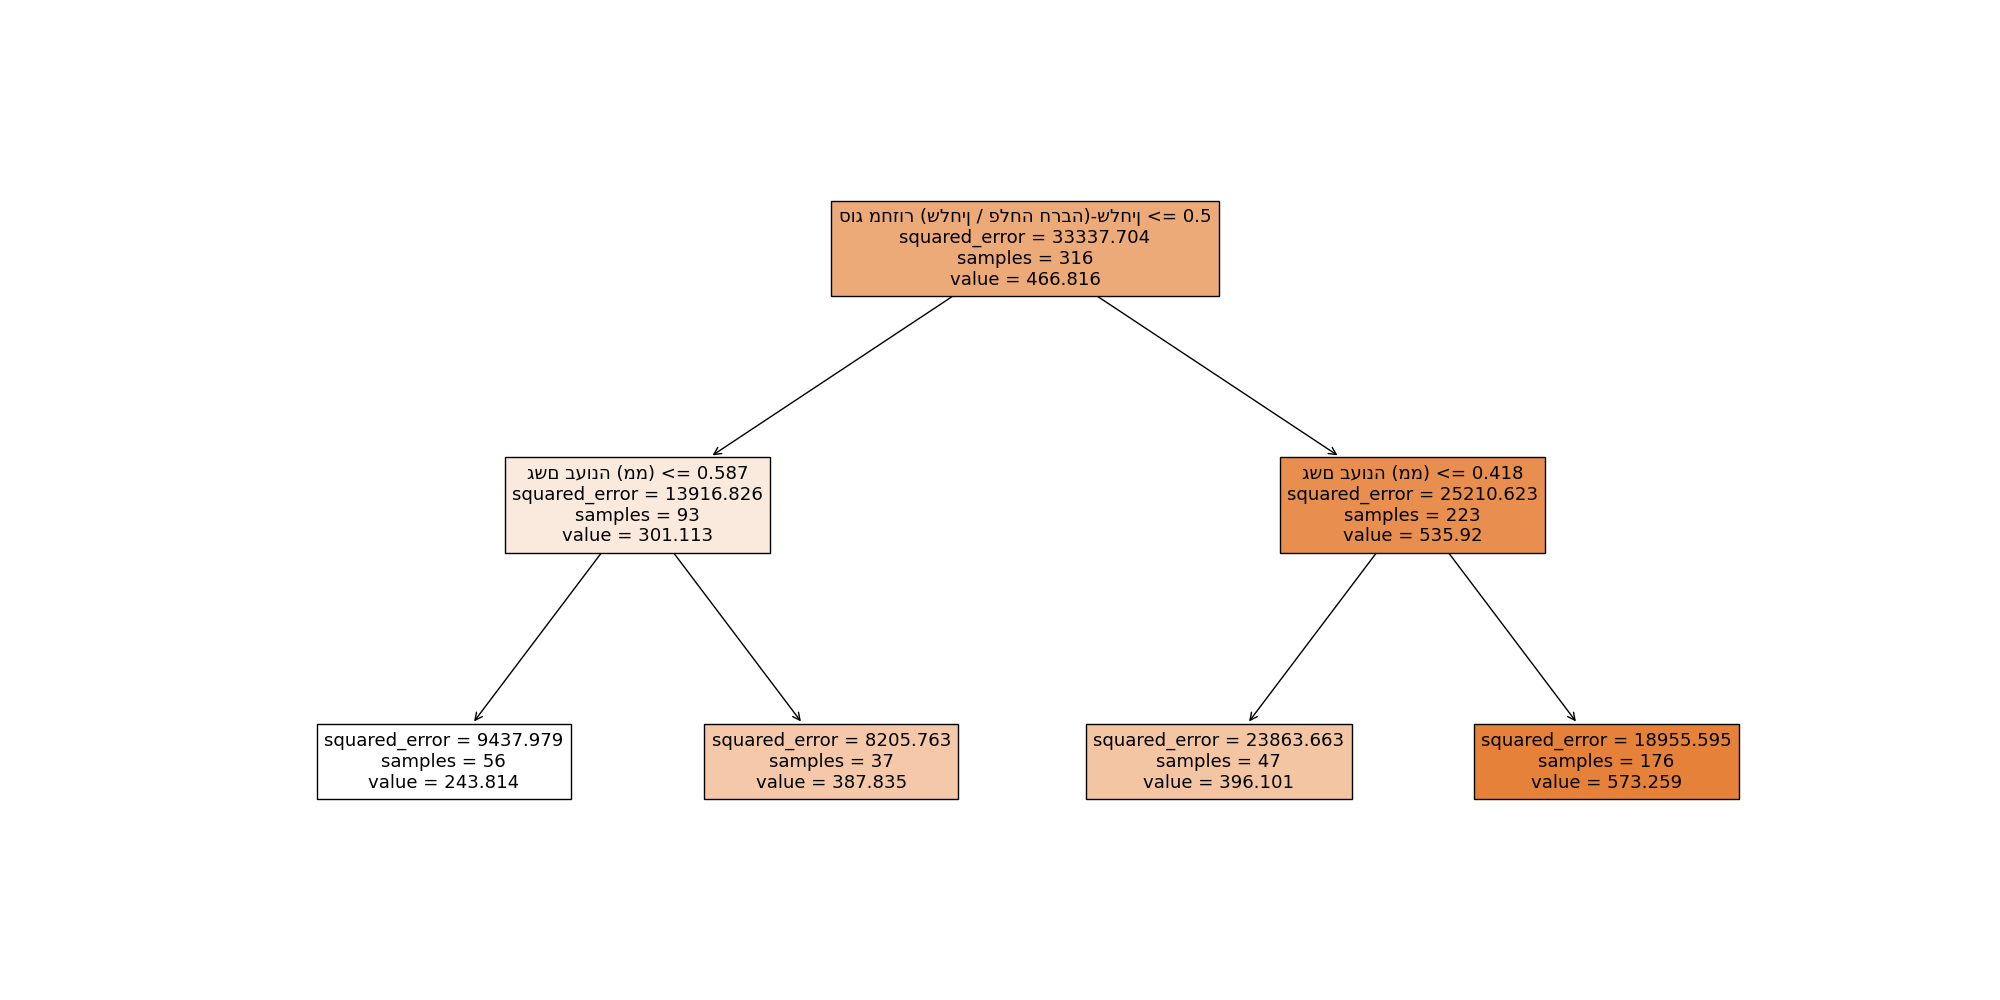 סוג מחזור (שלחין / פלחה חרבה)-שלחין <= 0.5
squared_error = 33337.704
samples = 316
value = 466.816
גשם בעונה (ממ) <= 0.587
squared_error = 13916.826
samples = 93
value = 301.113
גשם בעונה (ממ) <= 0.418
squared_error = 25210.623
samples = 223
value = 535.92
squared_error = 9437.979
samples = 56
value = 243.814
squared_error = 8205.763
samples = 37
value = 387.835
squared_error = 23863.663
samples = 47
value = 396.101
squared_error = 18955.595
samples = 176
value = 573.259